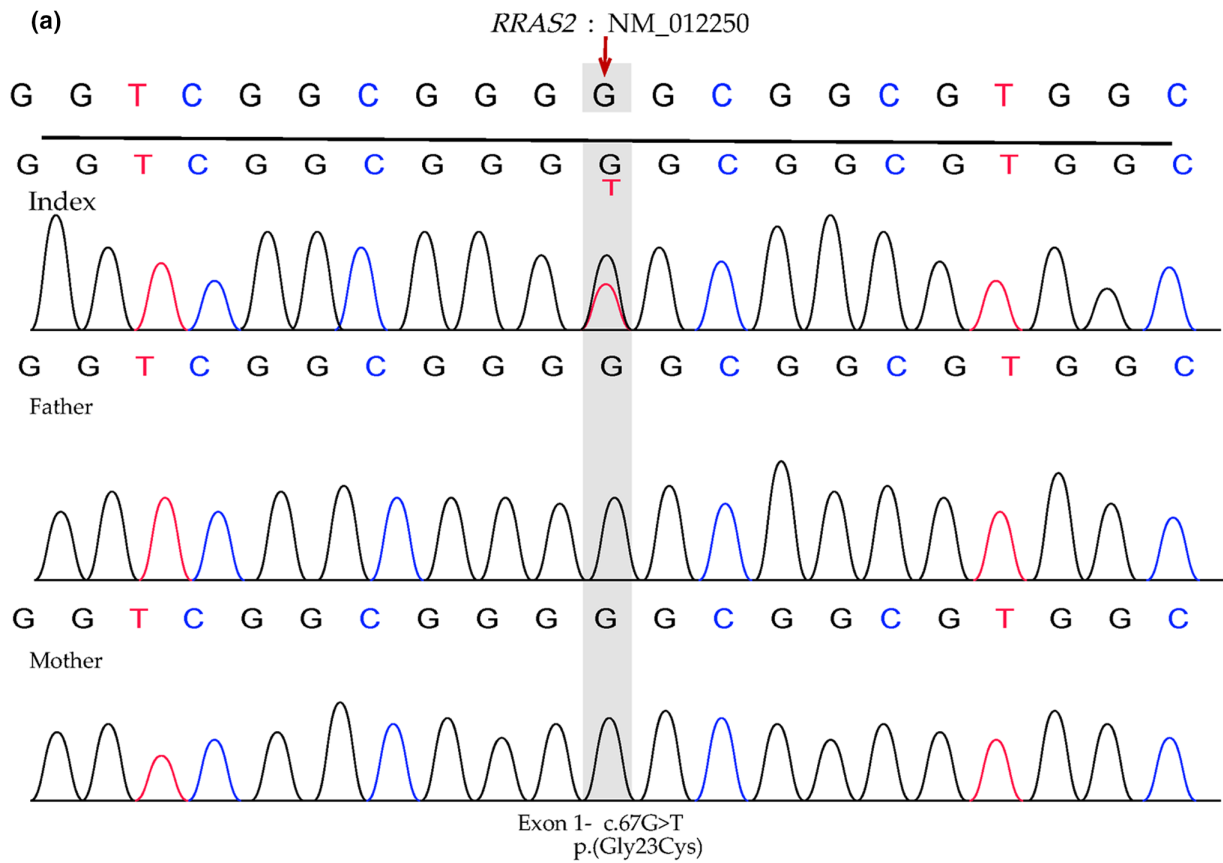 (a)
RRAS2 : NM_012250
G G T C G G C G G G G G C G G C G T G G C
G G T C G G C G G G G G C G G C G T G G C
T
Index
G G T C G G C G G G G G C G G C G T G G C
Father
G G T C G G C G G G G G C G G C G T G G C
Mother
Exon 1- c.67G>T
p.(Gly23Cys)